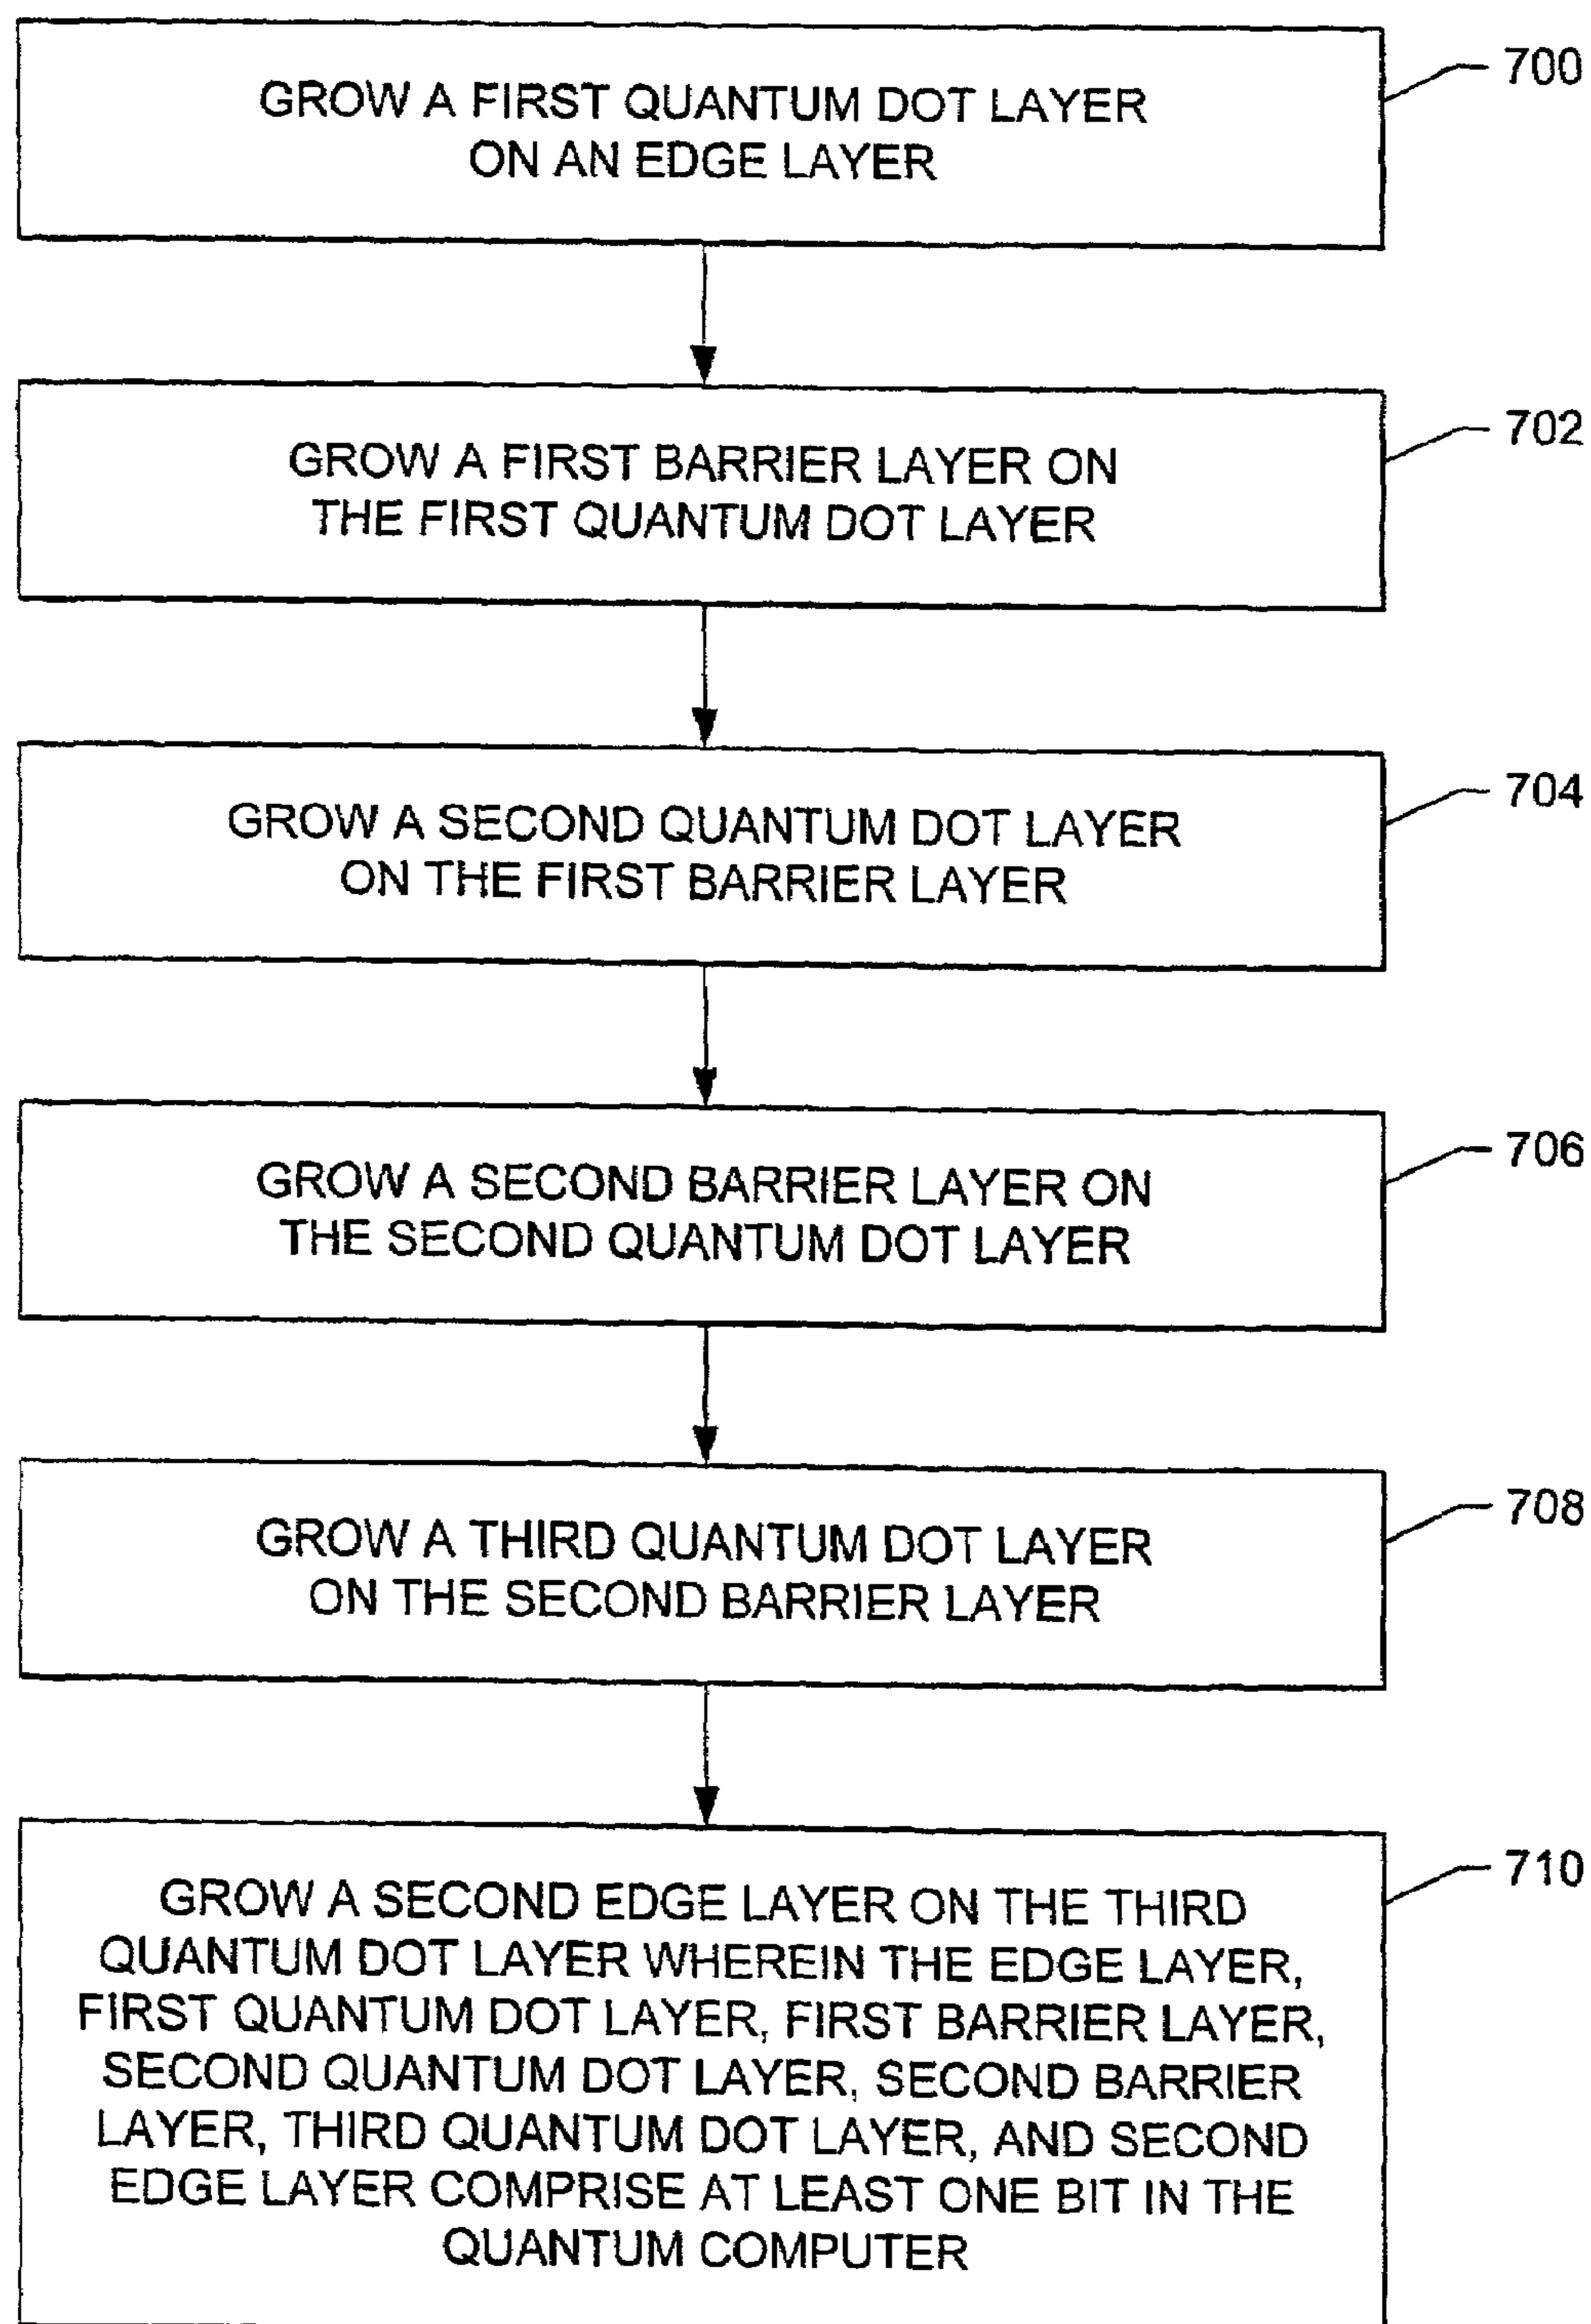 GROW A FIRST QUANTUM DOT LAYER
ON AN EDGE LAYER
700
GROW A FIRST BARRIER LAYER ON
THE FIRST QUANTUM DOT LAYER
702
GROW A SECOND QUANTUM DOT LAYER
ON THE FIRST BARRIER LAYER
704
GROW A SECOND BARRIER LAYER ON
THE SECOND QUANTUM DOT LAYER
706
GROW A THIRD QUANTUM DOT LAYER
ON THE SECOND BARRIER LAYER
708
GROW A SECOND EDGE LAYER ON THE THIRD
QUANTUM DOT LAYER WHEREIN THE EDGE LAYER,
FIRST QUANTUM DOT LAYER, FIRST BARRIER LAYER,
SECOND QUANTUM DOT LAYER, SECOND BARRIER
LAYER, THIRD QUANTUM DOT LAYER, AND SECOND
EDGE LAYER COMPRISE AT LEAST ONE BIT IN THE
QUANTUM COMPUTER
710